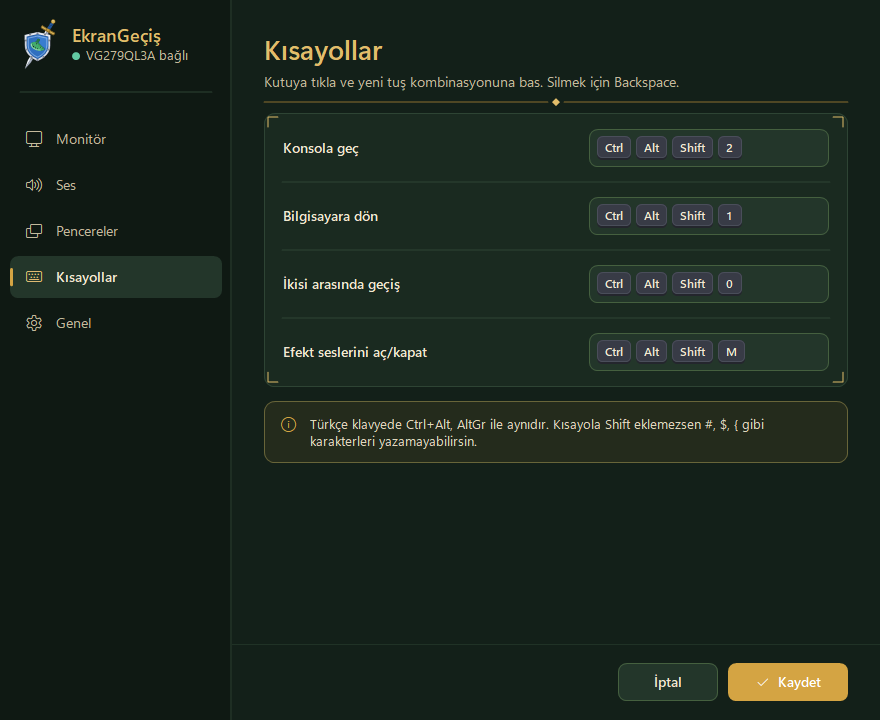 EkranGeçiş
VG279QL3A bağlı
Monitör
Ses
Pencereler
Kısayollar
Genel
Kısayollar
Kutuya tıkla ve yeni tuş kombinasyonuna bas. Silmek için Backspace.
Konsola geç Ctrl Alt Shift 2
Bilgisayara dön Ctrl Alt Shift 1
İkisi arasında geçiş Ctrl Alt Shift 0
Efekt seslerini aç/kapat Ctrl Alt Shift M
Türkçe klavyede Ctrl+Alt, AltGr ile aynıdır. Kısayola Shift eklemezsen #, $, { gibi
karakterleri yazamayabilirsin.
İptal Kaydet